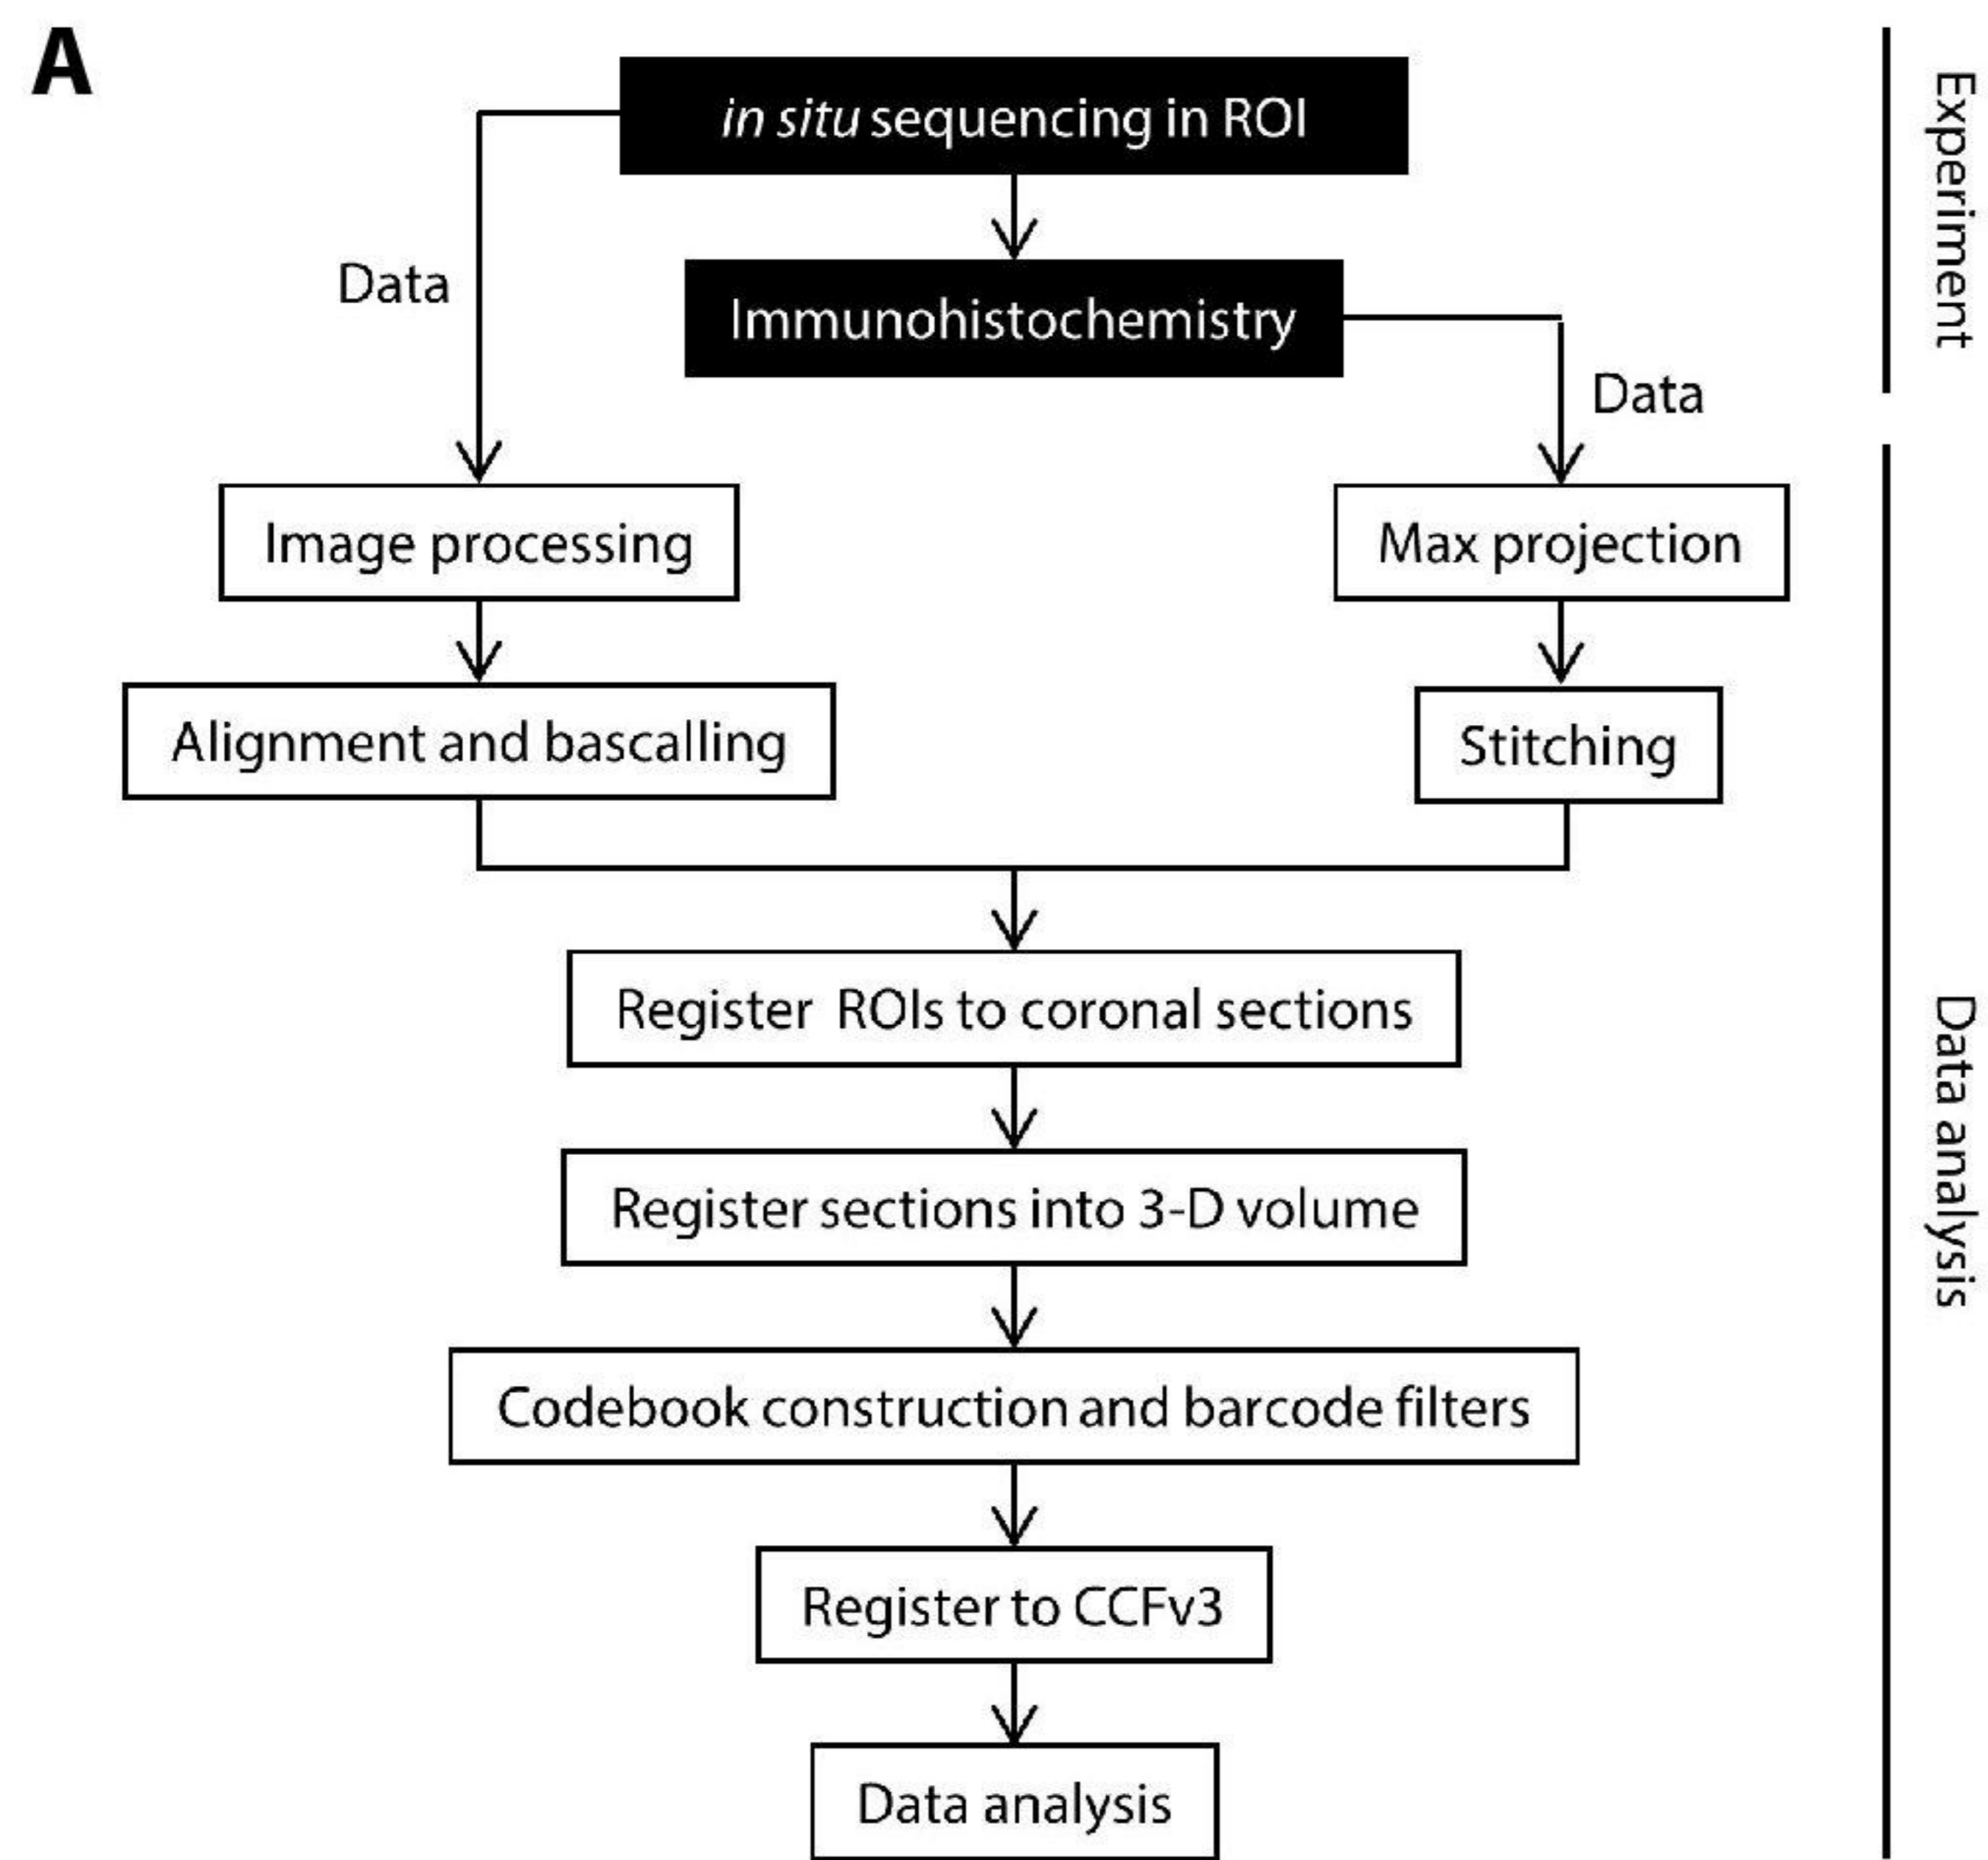 A
in situ sequencing in ROI
Experiment
Data
Immunohistochemistry
Data
Image processing
Max projection
Alignment and bascalling
Stitching
Register ROIs to coronal sections
Data analysis
Register sections into 3-D volume
Codebook construction and barcode filters
Register to CCFv3
Data analysis